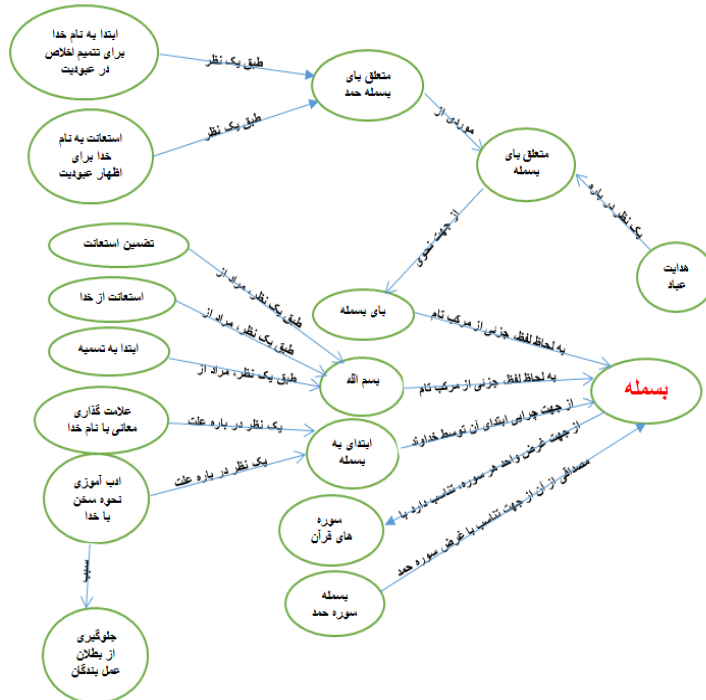 ابتدا به نام خدا
برای تتمیم اخلاص
در عبودیت
طبق یک نظر
متعلق بای
بسمله حمد
استعانت به نام
خدا برای
اظهار عبودیت
طبق یک نظر
موردی از
متعلق بای
بسمله
یک نظر در باره
هدایت
عباد
از جهت نحوی
تضمین استعانت
طبق یک نظر، مراد از
استعانت از خدا
طبق یک نظر، مراد از
ابتدا به تسمیه
طبق یک نظر، مراد از
بای بسمله
به لحاظ لفظ، جزئی از مرکب تام
بسم الله
به لحاظ لفظ، جزئی از مرکب تام
بسمله
علامت گذاری
معانی با نام خدا
یک نظر در باره علت
ابتدای به
بسمله
از جهت چرایی ابتدای آن توسط خداوند
ادب آموزی
نحوه سخن
با خدا
یک نظر در باره علت
از جهت غرض واحد هر سوره، تناسب دارد با
سوره
های قرآن
مصداقی از آن از جهت تناسب با غرض سوره حمد
بسمله
سوره حمد
سبب
جلوگیری
از بطلان
عمل بندگان